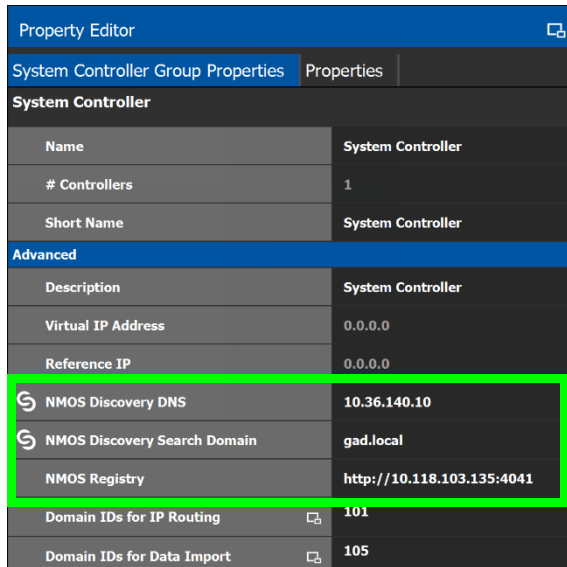 Property Editor
System Controller Group Properties Properties
System Controller
Name System Controller
# Controllers 1
Short Name System Controller
Advanced
Description System Controller
Virtual IP Address 0.0.0.0
Reference IP 0.0.0.0
NMOS Discovery DNS 10.36.140.10
NMOS Discovery Search Domain gad.local
NMOS Registry http://10.118.103.135:4041
Domain IDs for IP Routing 101
Domain IDs for Data Import 105